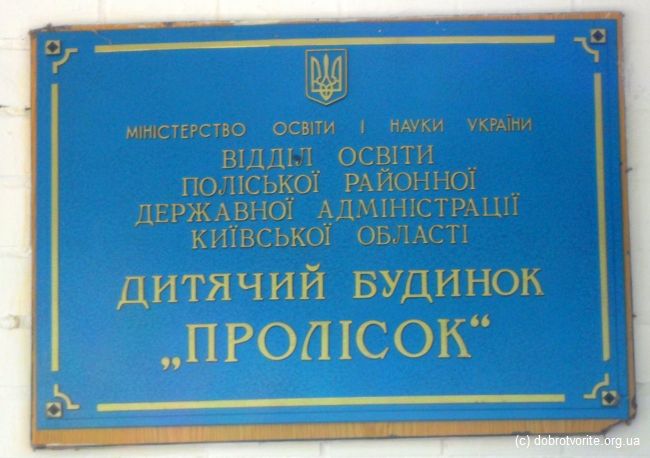 МІНІСТЕРСТВО ОСВІТИ І НАУКИ УКРАЇНИ
ВІДДІЛ ОСВІТИ
ПОЛІСЬКОЇ РАЙОННОЇ
ДЕРЖАВНОЇ АДМІНІСТРАЦІЇ
КИЇВСЬКОЇ ОБЛАСТІ
ДИТЯЧИЙ БУДИНОК
„ПРОЛІСОК“
(c) dobrotvorite.org.ua